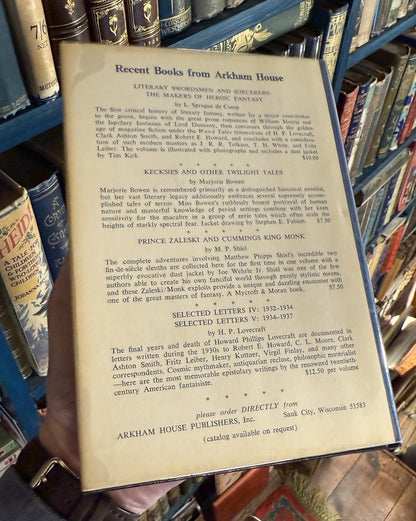 Recent Books from Arkham House
LITERARY SWORDSMEN AND SORCERERS:
THE MAKERS OF HEROIC FANTASY
by L. Sprague de Camp
The first critical history of literary fantasy, written by a major contributor
to the genre, begins with the great prose romances of William Morris and
the lapidary fantasies of Lord Dunsany, then continues through the golden
age of magazine fiction under the Weird Tales triumvirate of H. P. Lovecraft,
Clark Ashton Smith, and Robert E. Howard, and concludes with a considera-
tion of such modern masters as J. R. R. Tolkien, T. H. White, and Fritz
Leiber. The volume is illustrated with photographs and includes a dust jacket
by Tim Kirk. $10.00
* * * * *
KECKSIES AND OTHER TWILIGHT TALES
by Marjorie Bowen
Marjorie Bowen is remembered primarily as a distinguished historical novelist,
but her vast literary legacy additionally embraces several supremely accom-
plished tales of terror. Miss Bowen's ruthlessly honest portrayal of human
nature and masterful knowledge of period settings combine with her keen
sensitivity for the macabre in a group of eerie tales which often scale the
heights of starkly spectral fear. Jacket drawing by Stephen E. Fabian. $7.50
* * * * *
PRINCE ZALESKI AND CUMMINGS KING MONK
by M. P. Shiel
The complete adventures involving Matthew Phipps Shiel's incredible two
fin-de-siècle sleuths are collected here for the first time in one volume with a
superbly evocative dust jacket by Joe Wehrle Jr. Shiel was one of the few
authors able to create his own fanciful world through purely stylistic means,
and these Zaleski/Monk exploits provide a unique and dazzling encounter with
one of the great masters of fantasy. A Mycroft & Moran book. $7.50
* * * * *
SELECTED LETTERS IV: 1932-1934
SELECTED LETTERS V: 1934-1937
by H. P. Lovecraft
The final years and death of Howard Phillips Lovecraft are documented in
letters written during the 1930s to Robert E. Howard, C. L. Moore, Clark
Ashton Smith, Fritz Leiber, Henry Kuttner, Virgil Finlay, and many other
correspondents. Cosmic mythmaker, antiquarian recluse, philosophic materialist
—here are the most memorable epistolary writings by the renowned twentieth-
century American fantaisiste. $12.50 per volume
* * * * *
please order DIRECTLY from
ARKHAM HOUSE PUBLISHERS, Inc. Sauk City, Wisconsin 53583
(catalog available on request)